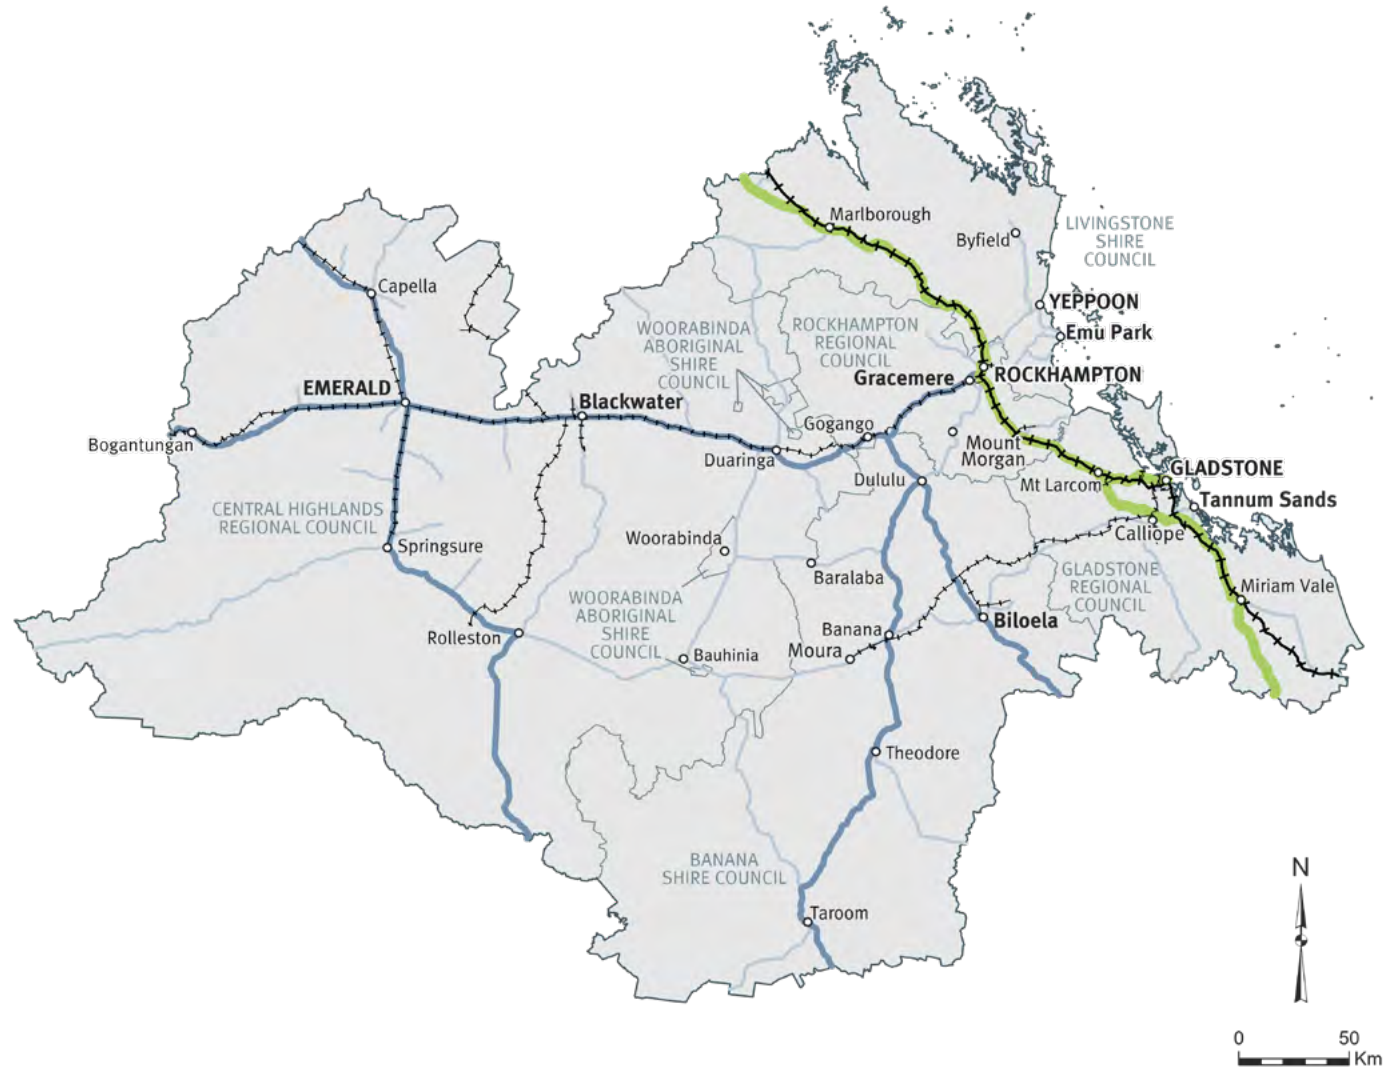 Marlborough
Byfield
LIVINGSTONE
SHIRE
COUNCIL
Capella
YEPPOON
Emu Park
WOORABINDA
ABORIGINAL
SHIRE
COUNCIL
ROCKHAMPTON
REGIONAL
COUNCIL
Gracemere
ROCKHAMPTON
EMERALD
Blackwater
Gogango
Bogantungan
Duaringa
Mount
Morgan
Dululu
Mt Larcom
GLADSTONE
Tannum Sands
CENTRAL HIGHLANDS
REGIONAL COUNCIL
Springsure
Woorabinda
Calliope
Baralaba
GLADSTONE
REGIONAL
COUNCIL
Miriam Vale
WOORABINDA
ABORIGINAL
SHIRE
COUNCIL
Rolleston
Bauhinia
Banana
Moura
Biloela
Theodore
BANANA
SHIRE COUNCIL
Taroom
N
0 50
Km